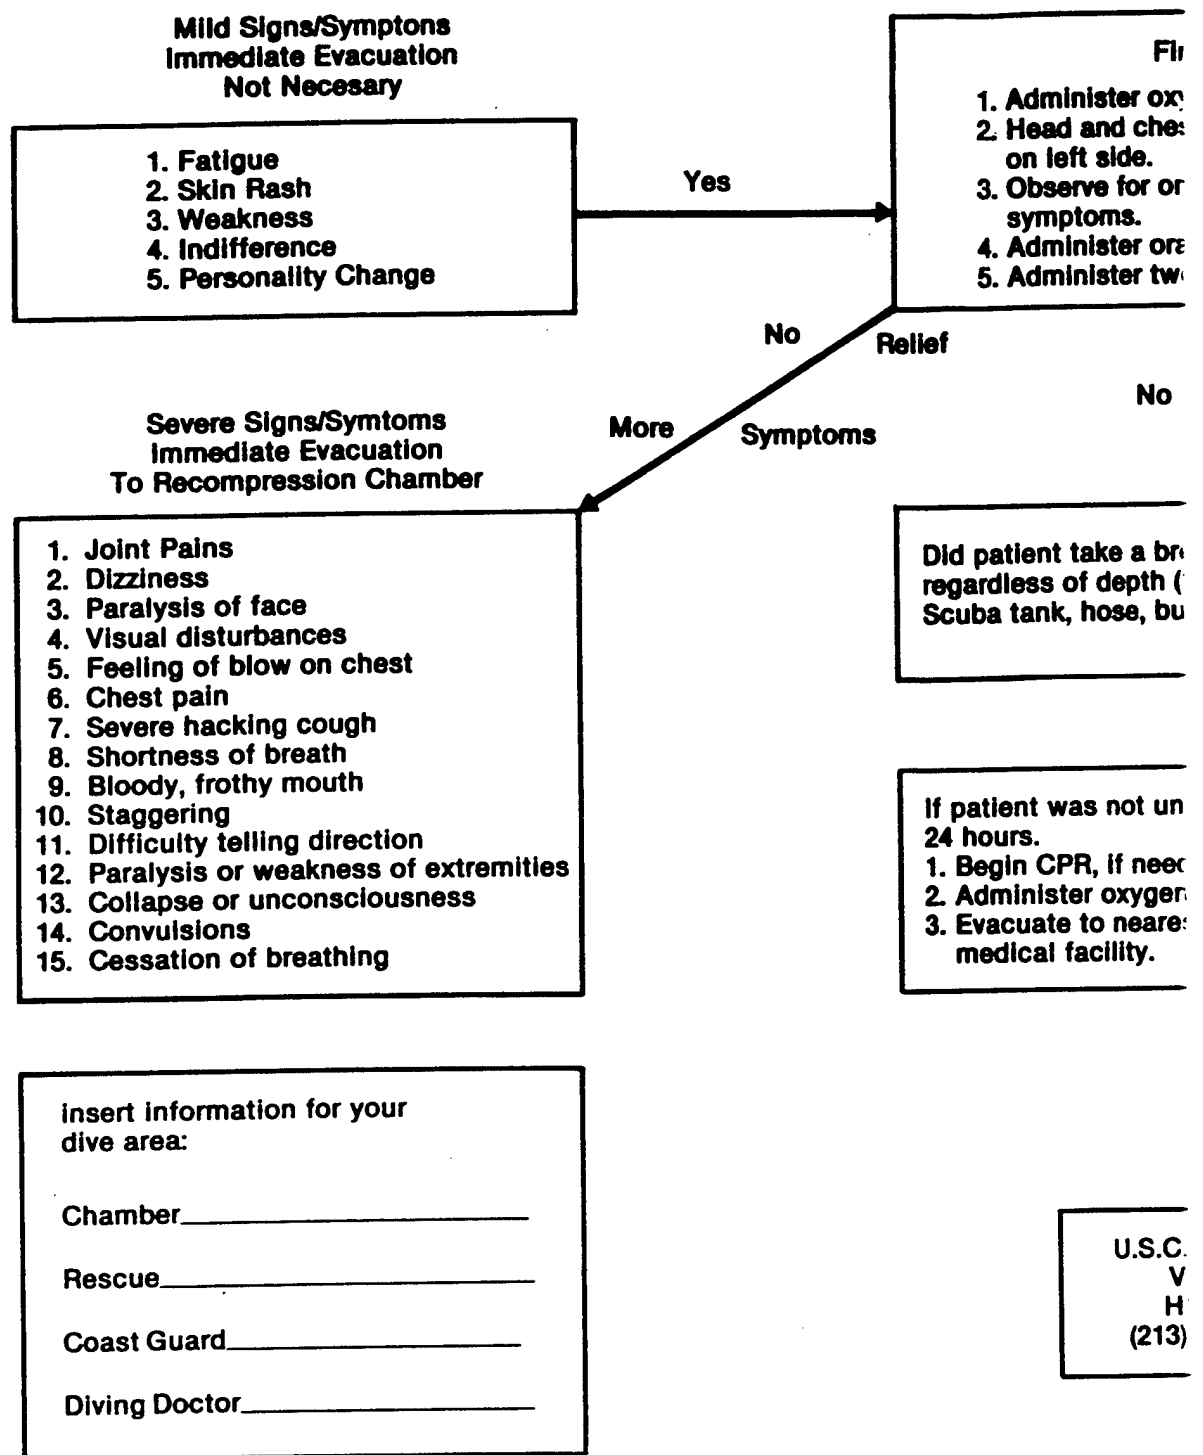 Mild Signs/Symptons
Immediate Evacuation
Not Necesary
1. Fatigue
2. Skin Rash
3. Weakness
4. Indifference
5. Personality Change
Yes
1. Administer
2. Head and
on left side.
3. Observe for
symptoms.
4. Administer
5. Administer
No Relief
More Symptoms
No
Severe Signs/Symtoms
Immediate Evacuation
To Recompression Chamber
1. Joint Pains
2. Dizziness
3. Paralysis of face
4. Visual disturbances
5. Feeling of blow on chest
6. Chest pain
7. Severe hacking cough
8. Shortness of breath
9. Bloody, frothy mouth
10. Staggering
11. Difficulty telling direction
12. Paralysis or weakness of extremities
13. Collapse or unconsciousness
14. Convulsions
15. Cessation of breathing
Did patient take a
regardless of depth (
Scuba tank, hose,
If patient was not
24 hours.
1. Begin CPR, if
2. Administer
3. Evacuate to
medical facility.
insert information for your
dive area:
Chamber
Rescue
Coast Guard
Diving Doctor
U.S.C.
(213)